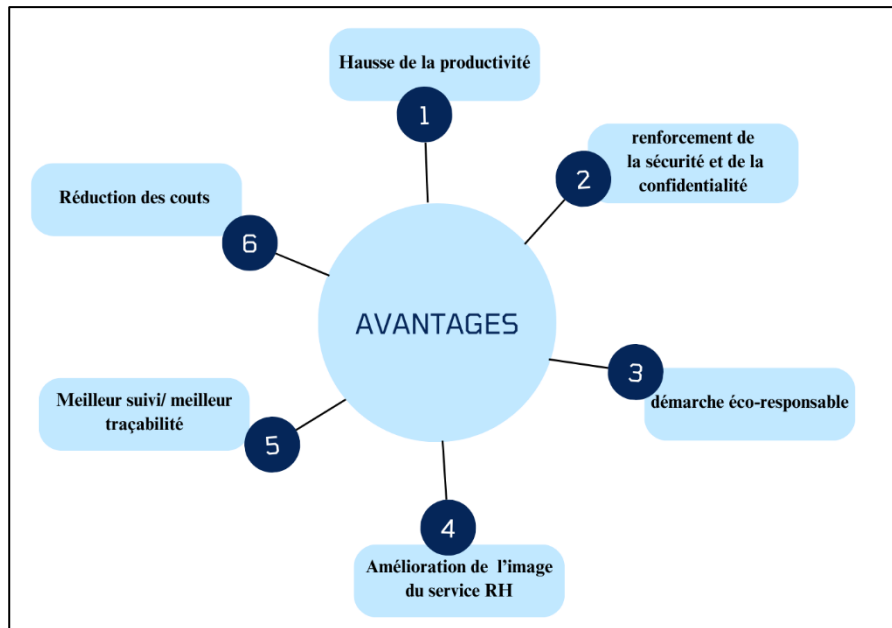 Hausse de la productivité
1
renforcement de
la sécurité et de la
confidentialité
2
démarche éco-responsable
3
Amélioration de l'image
du service RH
4
Meilleur suivi/ meilleur
traçabilité
5
Réduction des couts
6
AVANTAGES